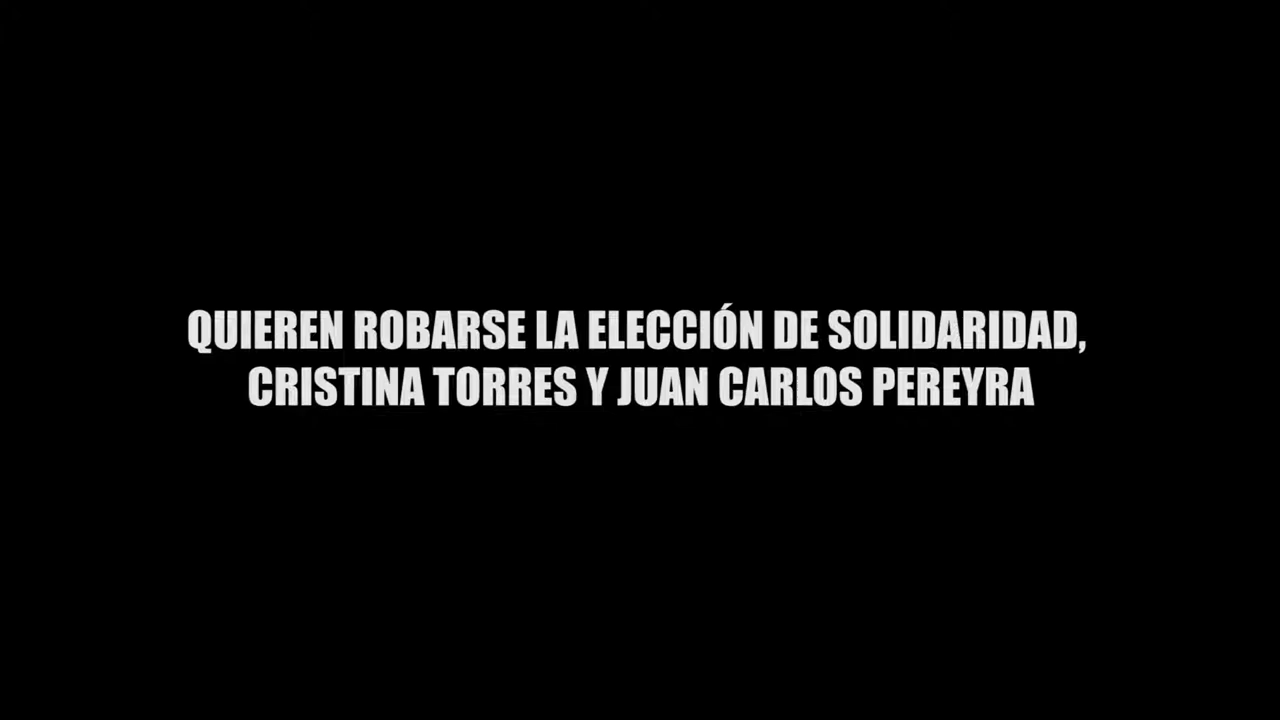 QUIEREN ROBARSE LA ELECCIÓN DE SOLIDARIDAD,
CRISTINA TORRES Y JUAN CARLOS PEREYRA